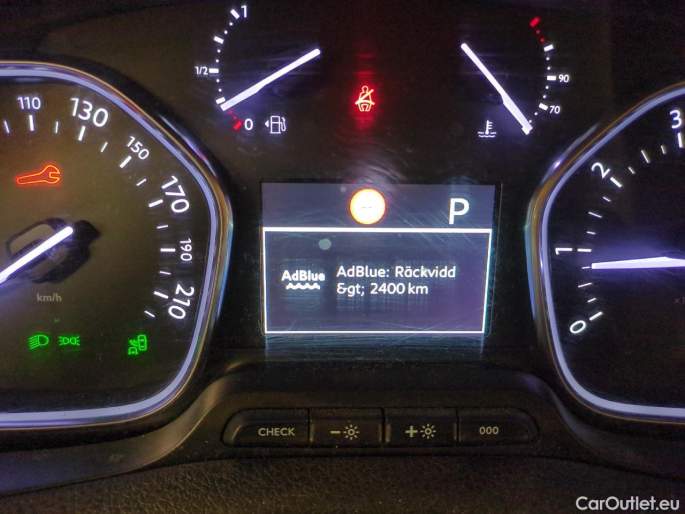 1
1/2
0
90
70
110
130
150
170
190
210
km/h
P
AdBlue
AdBlue: Räckvidd
&gt; 2400 km
3
2
1
0
CHECK
-
+
000
CarOutlet.eu